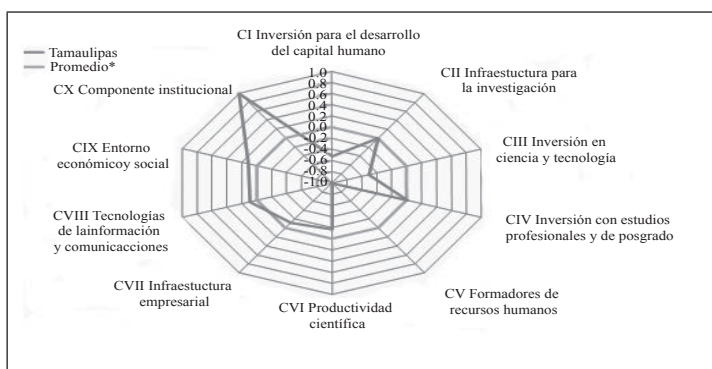 CI Inversión para el desarrollo
del capital humano
Tamaulipas
Promedio*
CX Componente institucional
CII Infraestuctura para
la investigación
1.0
0.8
0.6
0.4
0.2
0.0
-0.2
-0.4
-0.6
-0.8
-1.0
CIX Entorno
económicoy social
CIII Inversión en
ciencia y tecnología
CVIII Tecnologías
de lainformación
y comunicacciones
CIV Inversión con estudios
profesionales y de posgrado
CVII Infraestuctura
empresarial
CVI Productividad
científica
CV Formadores de
recursos humanos